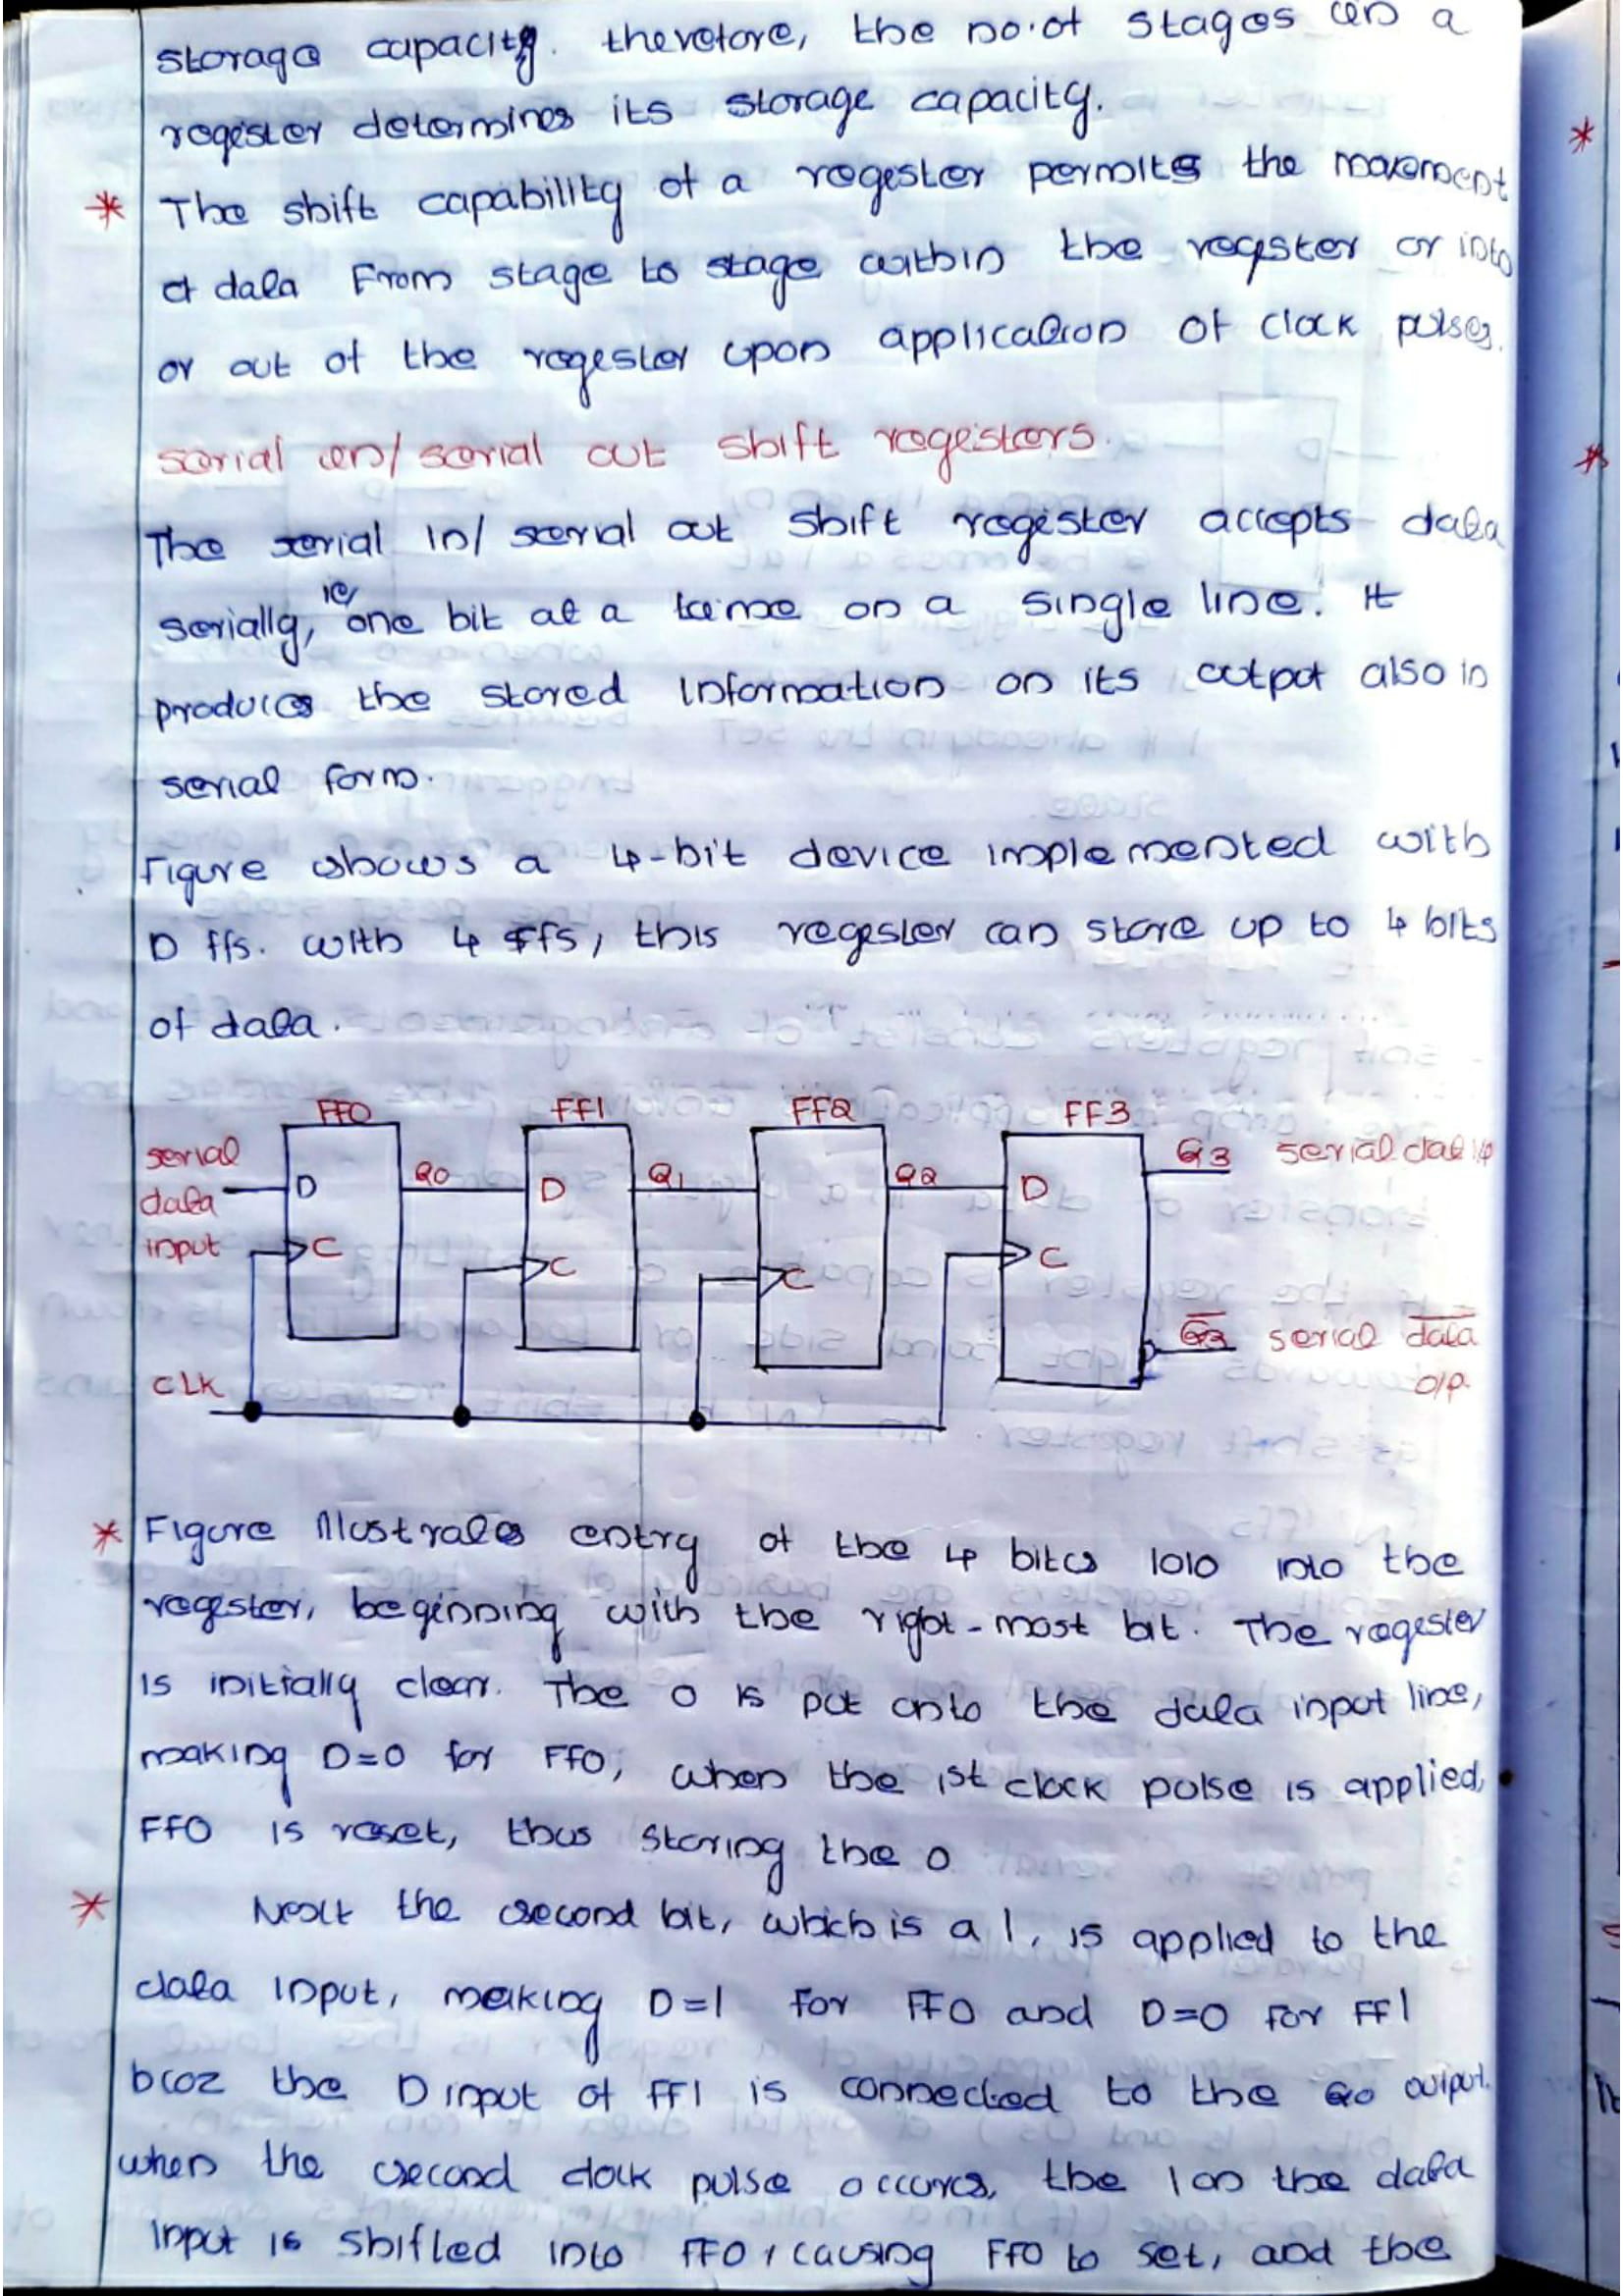 storage capacity. therefore, the no.of stages in a
register determines its storage capacity.
* The shift capability of a register permits the movement
of data From stage to stage within the regster or into
or out of the register upon application of clock pulses.
serial in/serial out shift registers.
The serial in/ serial out shift register accepts data
serially, ie/ one bit at a taime on a single line. It
produces the stored information on its output also in
serial form.
Figure shows a 4-bit device implemented with
D ffs. with 4 ffs, this register can store up to 4 bits
of data.
FF0 FF1 FF2 FF3
serial data input D C Q0 D C Q1 C Q2 D C Q3 serial data i/p
Q̅3̅ serial d̅a̅t̅a̅ O/P.
CLK
* Figure illustrates entry of the 4 bits 1010 into the
regster, beginning with the right-most bit. The register
is initially clear. The 0 is put onto the data input line,
making D=0 for FF0, when the 1st clock pulse is applied,
FF0 is reset, thus storing the 0
* Next the second bit, which is a 1, is applied to the
data input, making D=1 for FF0 and D=0 for FF1
bcoz the D input of FF1 is connected to the Q0 output.
when the second clock pulse occurs, the 1 on the data
input is shifted into FF0, causing FF0 to set, and the